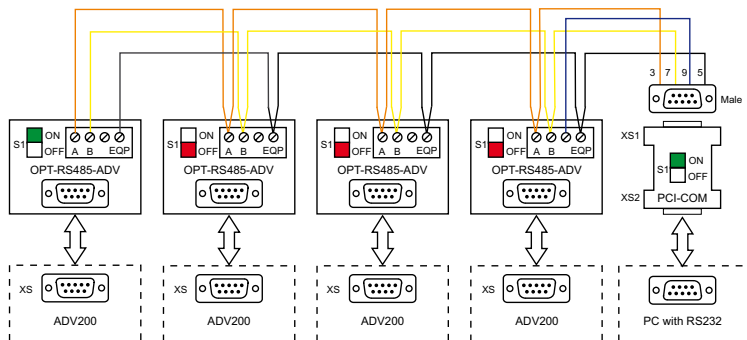 3 7 9 5
Male
S1 ON
OFF
A B EQP
OPT-RS485-ADV
S1 ON
OFF
A B EQP
OPT-RS485-ADV
S1 ON
OFF
A B EQP
OPT-RS485-ADV
S1 ON
OFF
A B EQP
OPT-RS485-ADV
XS1
S1 ON
OFF
XS2 PCI-COM
XS
ADV200
XS
ADV200
XS
ADV200
XS
ADV200
PC with RS232